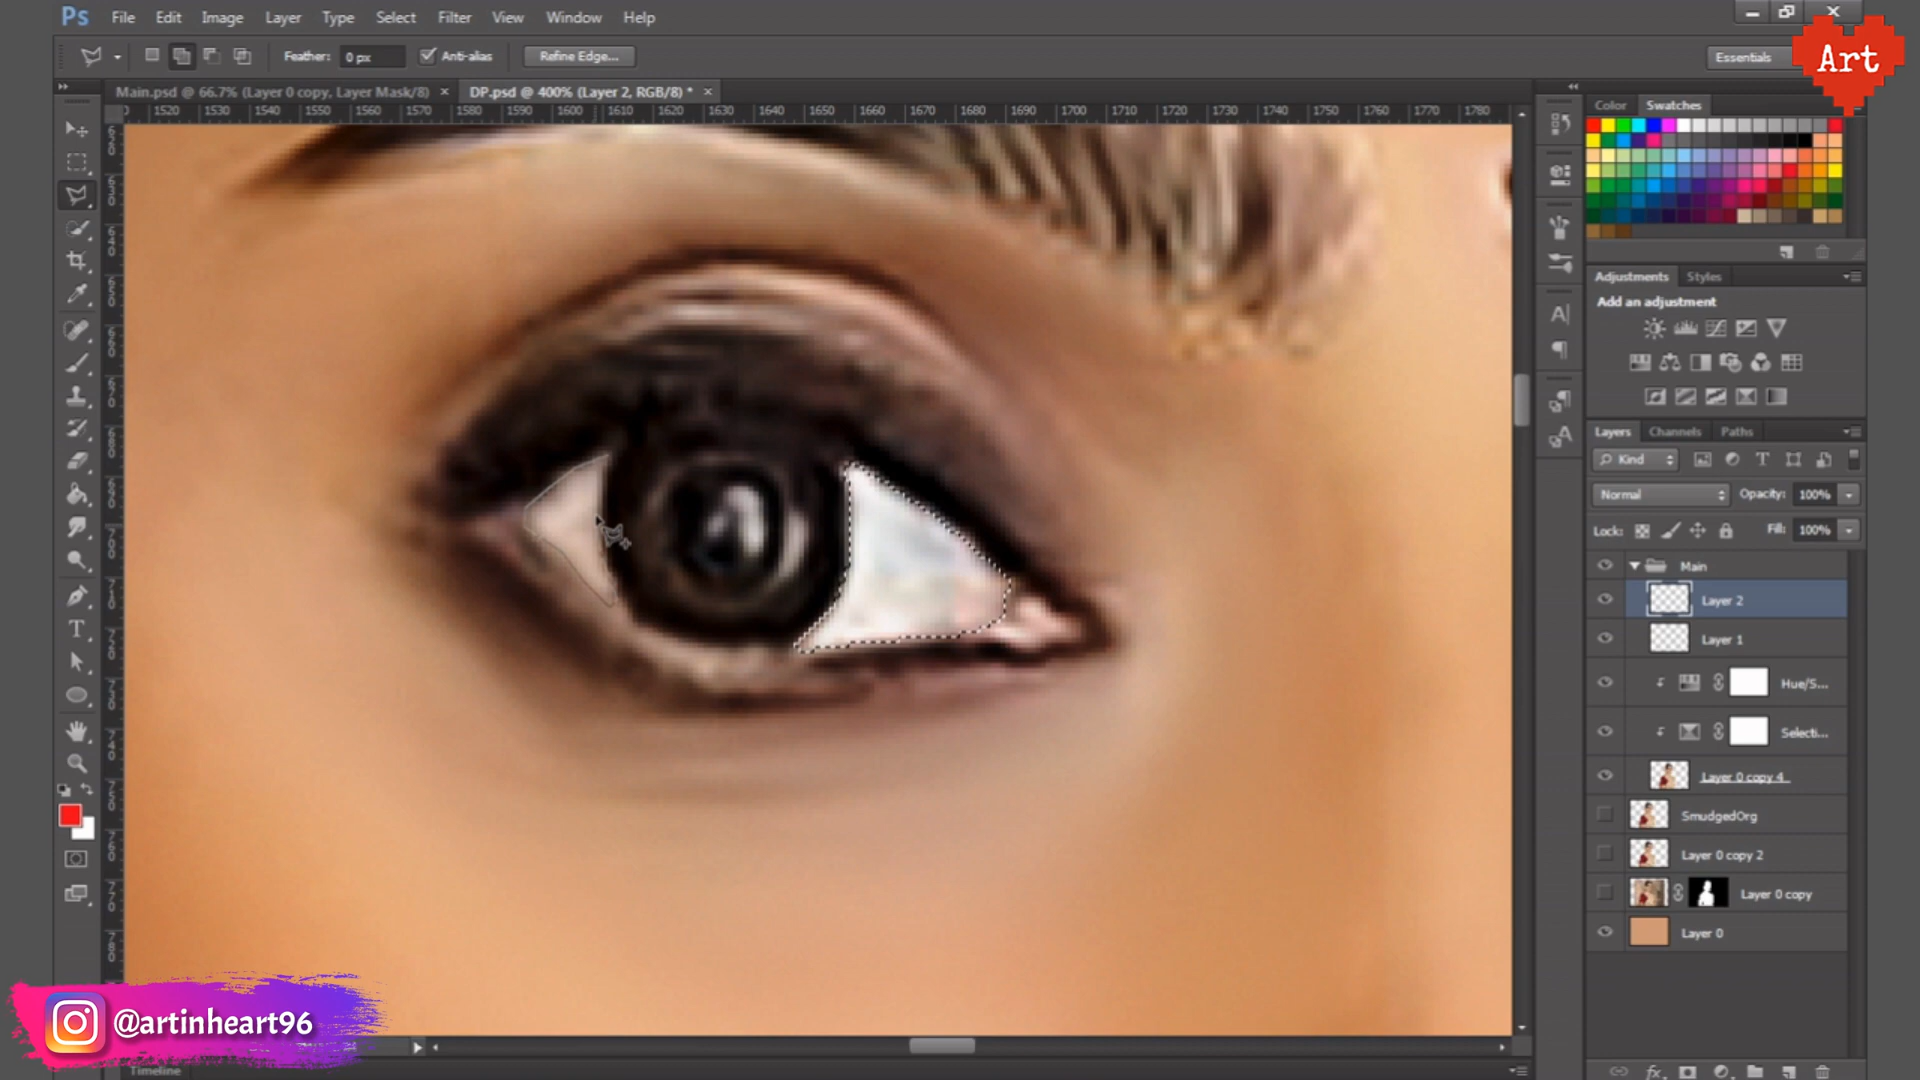 Ps File Edit Image Layer Type Select Filter View Window Help
Feather: 0 px Anti-alias Refine Edge... Essentials
Art
Main.psd @ 66.7% (Layer 0 copy, Layer Mask/8) × DP.psd @ 400% (Layer 2, RGB/8) * ×
1520 1530 1540 1550 1560 1570 1580 1590 1600 1610 1620 1630 1640 1650 1660 1670 1680 1690 1700 1710 1720 1730 1740 1750 1760 1770 1780
Color Swatches
Adjustments Styles
Add an adjustment
Layers Channels Paths
Kind
Normal Opacity: 100%
Lock: Fill: 100%
Main
Layer 2
Layer 1
Hue/S...
Selecti...
Layer 0 copy 4
SmudgedOrg
Layer 0 copy 2
Layer 0 copy
Layer 0
@artinheart96
Timeline